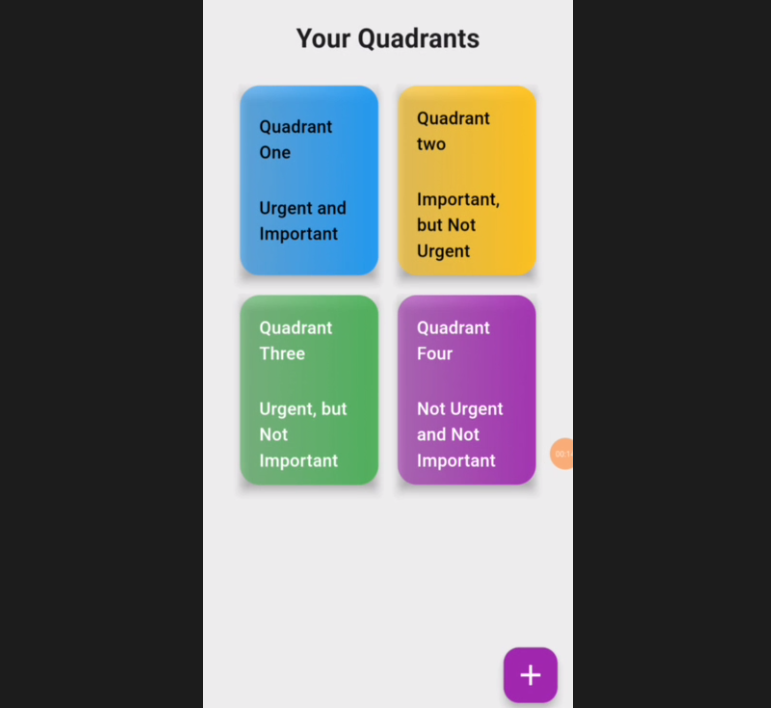 Your Quadrants
Quadrant
One
Urgent and
Important
Quadrant
two
Important,
but Not
Urgent
Quadrant
Three
Urgent, but
Not
Important
Quadrant
Four
Not Urgent
and Not
Important